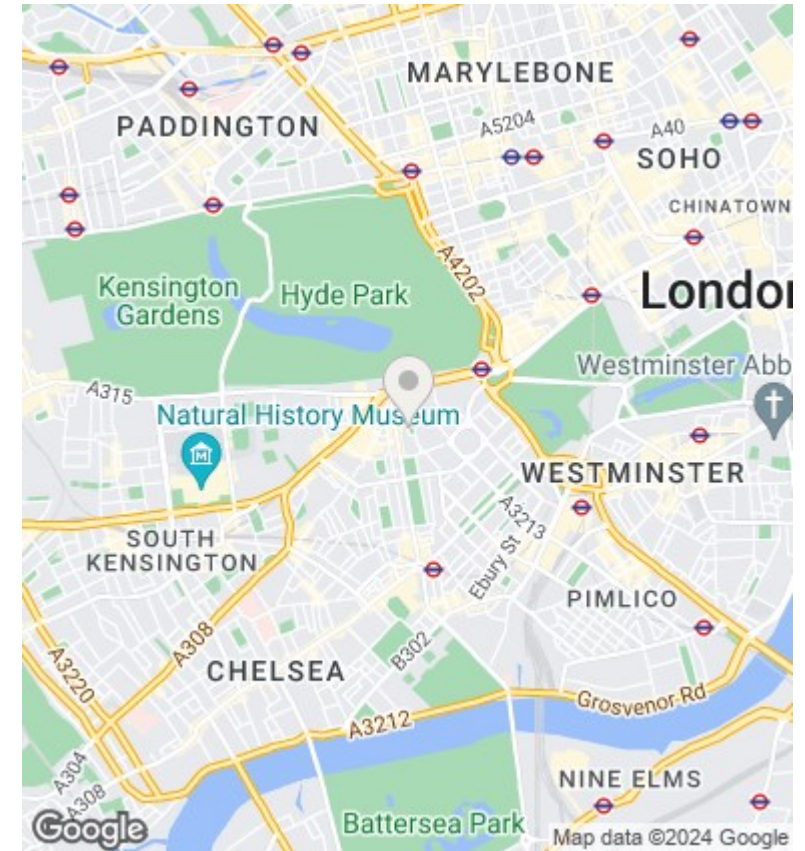 MARYLEBONE
A5204
PADDINGTON
A40
SOHO
CHINATOWN
A4202
Kensington
Gardens
Hyde Park
Londo
Westminster Abb
A315
Natural History Museum
M
WESTMINSTER
A3213
SOUTH
KENSINGTON
Ebury St
PIMLICO
A308
B302
A3220
CHELSEA
Grosvenor Rd
A3212
A304
A308
NINE ELMS
Battersea Park
Google
Map data ©2024 Google